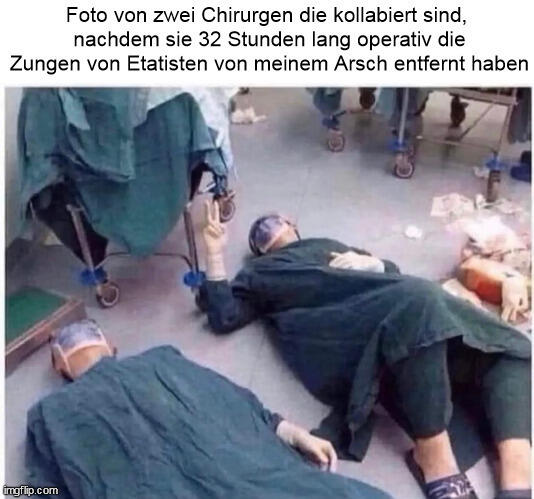 Foto von zwei Chirurgen die kollabiert sind,
nachdem sie 32 Stunden lang operativ die
Zungen von Etatisten von meinem Arsch entfernt haben
imgflip.com